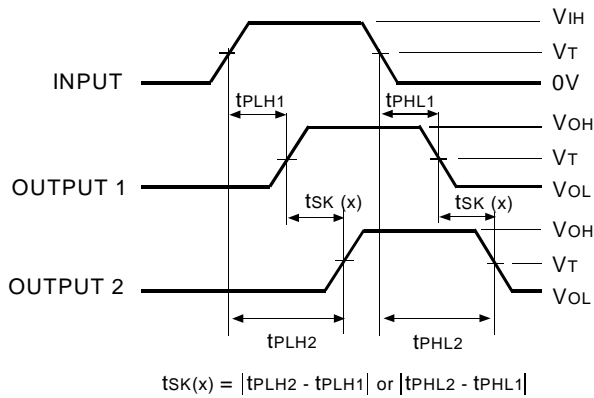 VIH
VT
INPUT
0V
tPLH1
tPHL1
VOH
VT
OUTPUT 1
VOL
tSK (x)
tSK (x)
VOH
VT
OUTPUT 2
VOL
tPLH2
tPHL2
tSK(x) = |tPLH2 - tPLH1| or |tPHL2 - tPHL1|